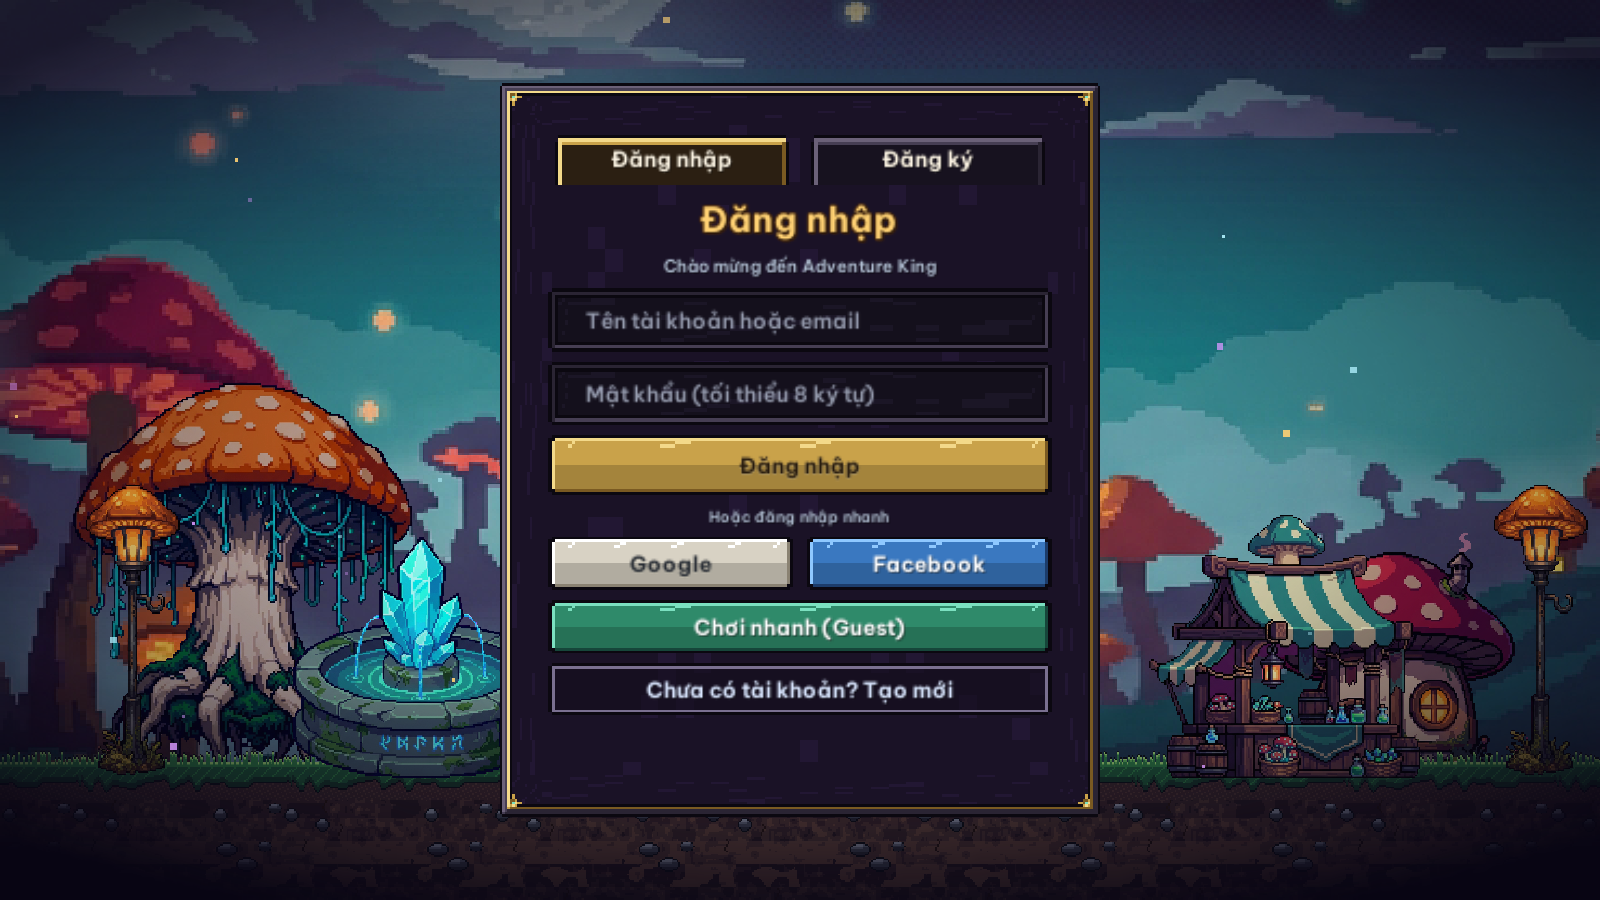 Đăng nhập
Đăng ký
Đăng nhập
Chào mừng đến Adventure King
Tên tài khoản hoặc email
Mật khẩu (tối thiểu 8 ký tự)
Đăng nhập
Hoặc đăng nhập nhanh
Google
Facebook
Chơi nhanh (Guest)
Chưa có tài khoản? Tạo mới